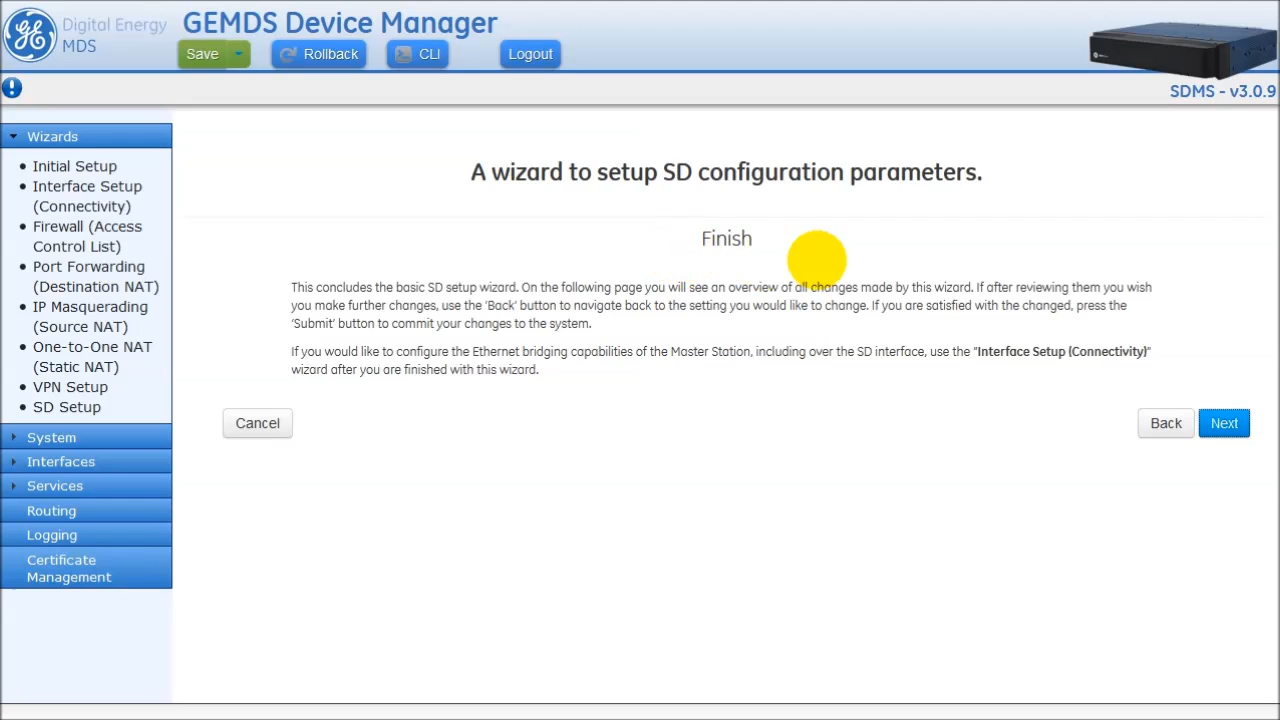 Digital Energy
MDS
GEMDS Device Manager
Save
Rollback
CLI
Logout
SDMS - v3.0.9
Wizards
Initial Setup
Interface Setup
(Connectivity)
Firewall (Access
Control List)
Port Forwarding
(Destination NAT)
IP Masquerading
(Source NAT)
One-to-One NAT
(Static NAT)
VPN Setup
SD Setup
System
Interfaces
Services
Routing
Logging
Certificate
Management
A wizard to setup SD configuration parameters.
Finish
This concludes the basic SD setup wizard. On the following page you will see an overview of all changes made by this wizard. If after reviewing them you wish
you make further changes, use the 'Back' button to navigate back to the setting you would like to change. If you are satisfied with the changed, press the
'Submit' button to commit your changes to the system.
If you would like to configure the Ethernet bridging capabilities of the Master Station, including over the SD interface, use the "Interface Setup (Connectivity)"
wizard after you are finished with this wizard.
Cancel
Back
Next